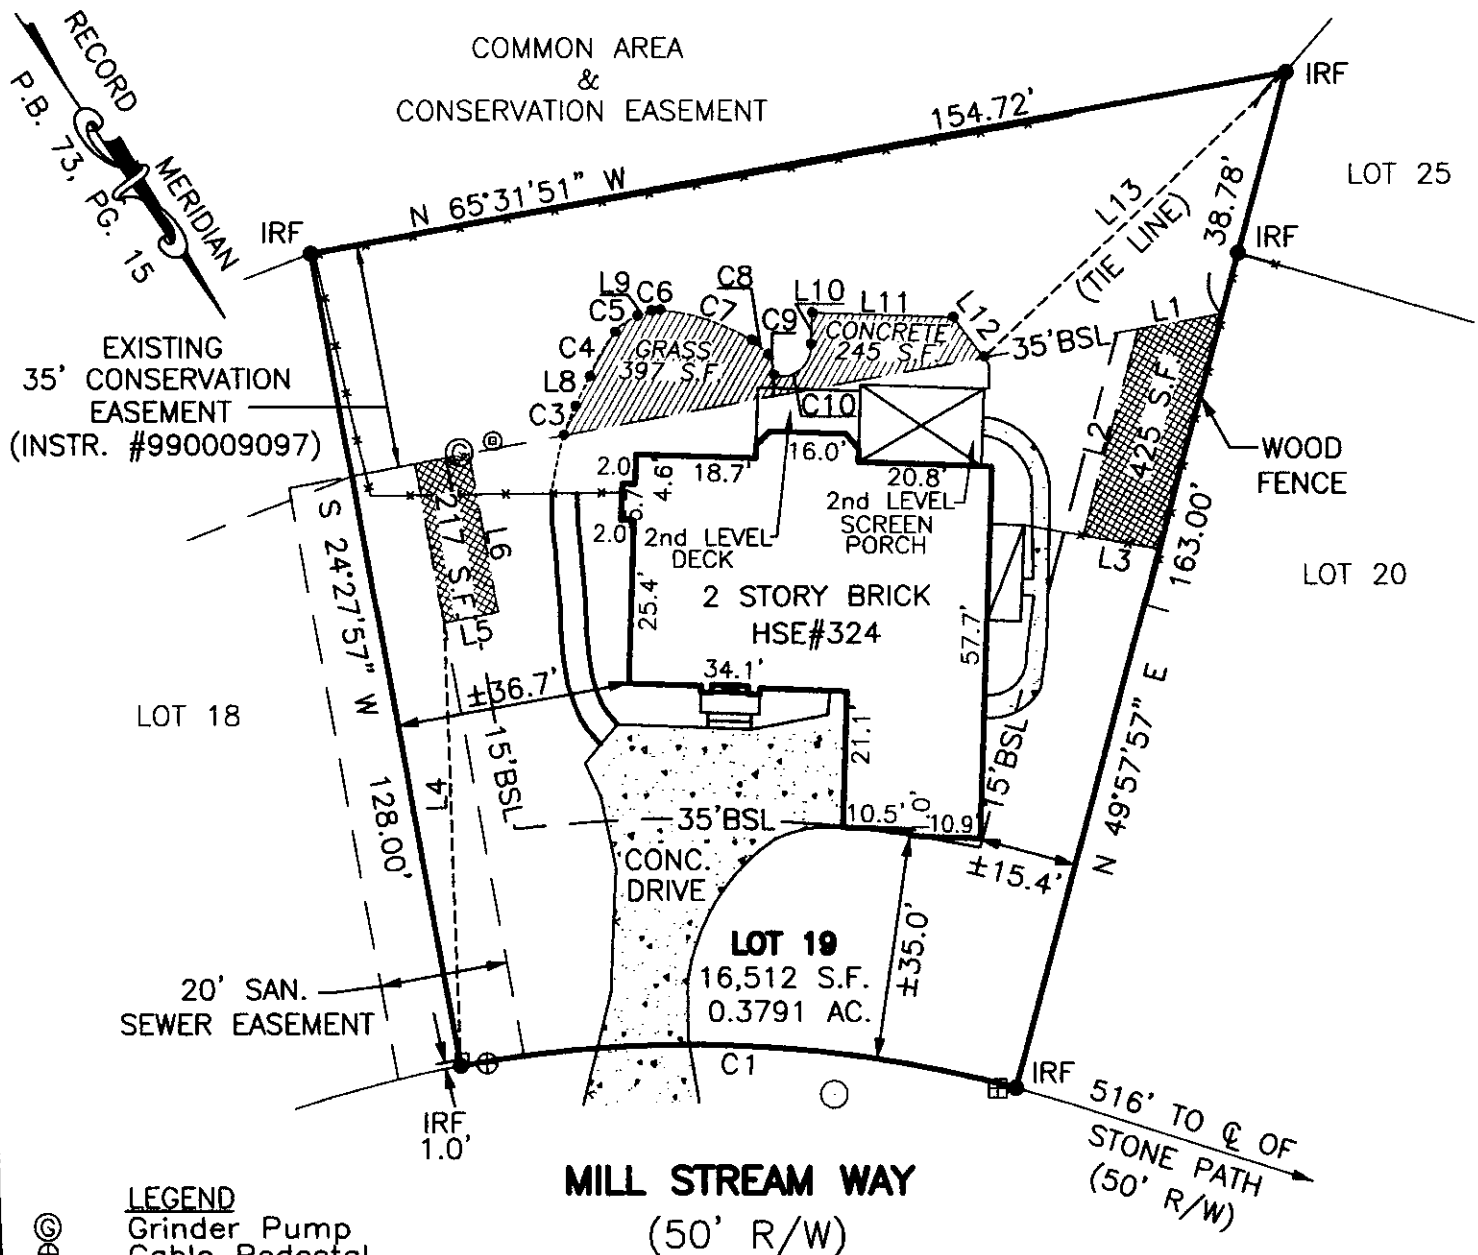 RECORD
MERIDIAN
P.B. 73, PG. 15
COMMON AREA
&
CONSERVATION EASEMENT
154.72'
N 65°31'51" W
IRF
IRF
LOT 25
38.78'
IRF
L13
(TIE LINE)
L9
C6
C5
C8
C7
L10
C9
L11
L12
C4
GRASS
397 S.F.
CONCRETE
245 S.F.
35'BSL
L1
L8
C3
C10
EXISTING
35' CONSERVATION
EASEMENT
(INSTR. #990009097)
L2
425 S.F.
L3
WOOD
FENCE
163.00'
LOT 20
2.0'
4.6'
18.7'
16.0'
20.8'
5.7'
2.0'
2nd LEVEL
DECK
2nd LEVEL
SCREEN
PORCH
217 S.F.
L6
L5
25.4'
2 STORY BRICK
HSE#324
57.7'
34.1'
±36.7'
S 24°27'57" W
128.00'
LOT 18
L4
15'BSL
21.1'
15'BSL
N 49°57'57" E
35'BSL
10.5'
10.9'
±15.4'
CONC.
DRIVE
±35.0'
LOT 19
16,512 S.F.
0.3791 AC.
20' SAN.
SEWER EASEMENT
C1
IRF
1.0'
IRF
516' TO ℄ OF
STONE PATH
(50' R/W)
MILL STREAM WAY
(50' R/W)
LEGEND
Grinder Pump
Cable Pedestal